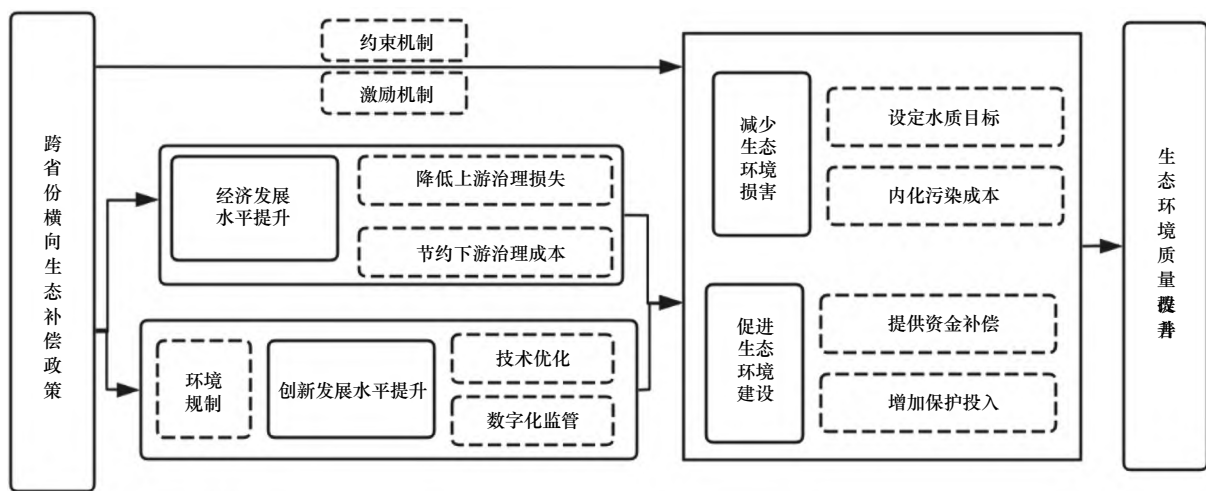 跨省份横向生态补偿政策
约束机制
激励机制
经济发展
水平提升
降低上游治理损失
节约下游治理成本
环境
规制
创新发展水平提升
技术优化
数字化监管
减少
生态
环境
损害
设定水质目标
内化污染成本
促进
生态
环境
建设
提供资金补偿
增加保护投入
生态环境质量